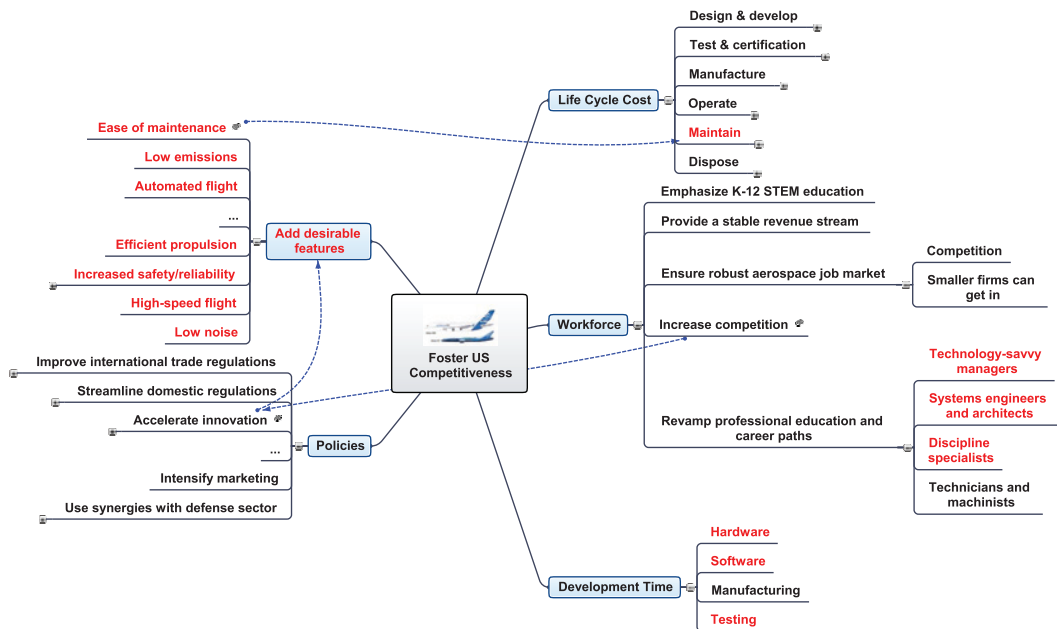 Foster US
Competitiveness
Life Cycle Cost
Design & develop
Test & certification
Manufacture
Operate
Maintain
Dispose
Workforce
Emphasize K-12 STEM education
Provide a stable revenue stream
Ensure robust aerospace job market
Competition
Smaller firms can
get in
Increase competition
Revamp professional education and
career paths
Technology-savvy
managers
Systems engineers
and architects
Discipline
specialists
Technicians and
machinists
Development Time
Hardware
Software
Manufacturing
Testing
Add desirable
features
Ease of maintenance
Low emissions
Automated flight
...
Efficient propulsion
Increased safety/reliability
High-speed flight
Low noise
Policies
Improve international trade regulations
Streamline domestic regulations
Accelerate innovation
...
Intensify marketing
Use synergies with defense sector